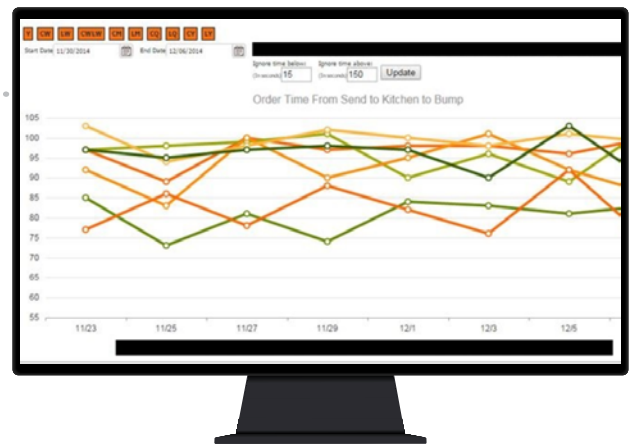 Y CW LW CWLW CM LM CQ LQ CY LY
Start Date 11/30/2014 End Date 12/06/2014
Ignore time below: Ignore time above:
(In seconds) 15 (In seconds) 150 Update
Order Time From Send to Kitchen to Bump
105
100
95
90
85
80
75
70
65
60
55
11/23 11/25 11/27 11/29 12/1 12/3 12/5